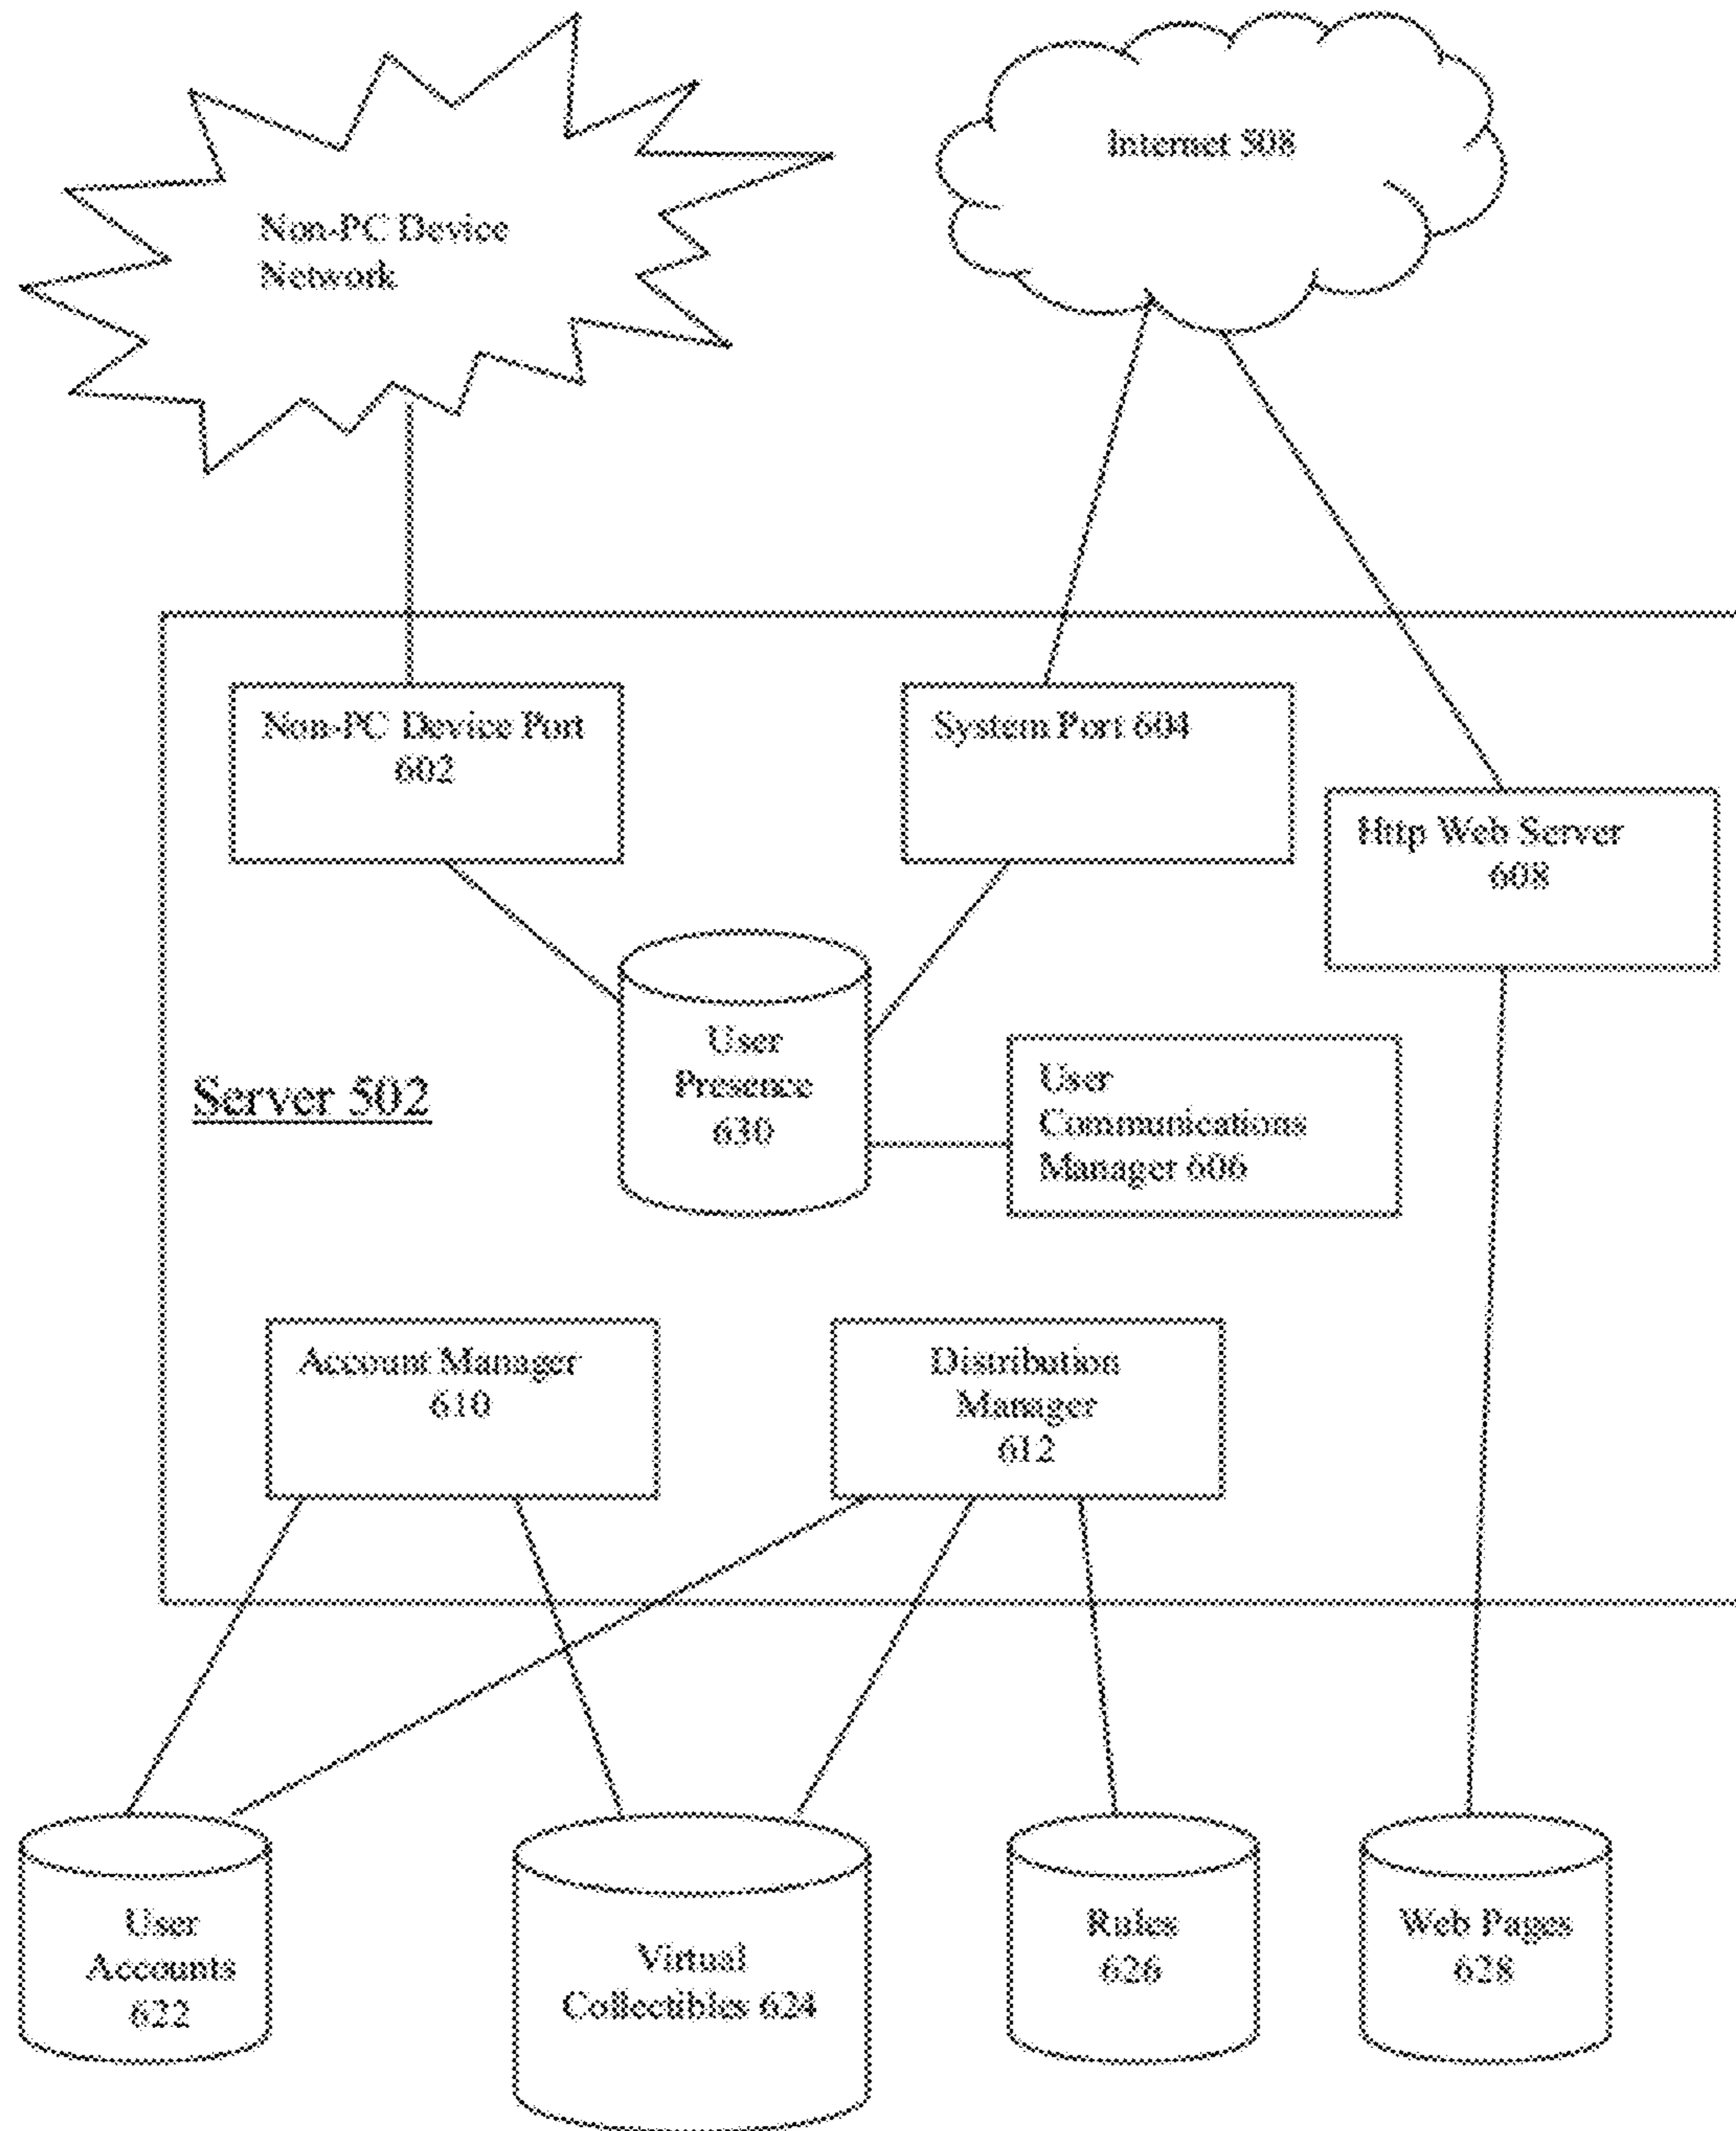 Internet 508
Non-PC Device
Network
Non-PC Device Port
602
System Port 604
Http Web Server
608
User
Presence
630
Server 502
User
Communications
Manager 606
Account Manager
610
Distribution
Manager
612
User
Accounts
622
Virtual
Collectibles 624
Rules
626
Web Pages
628